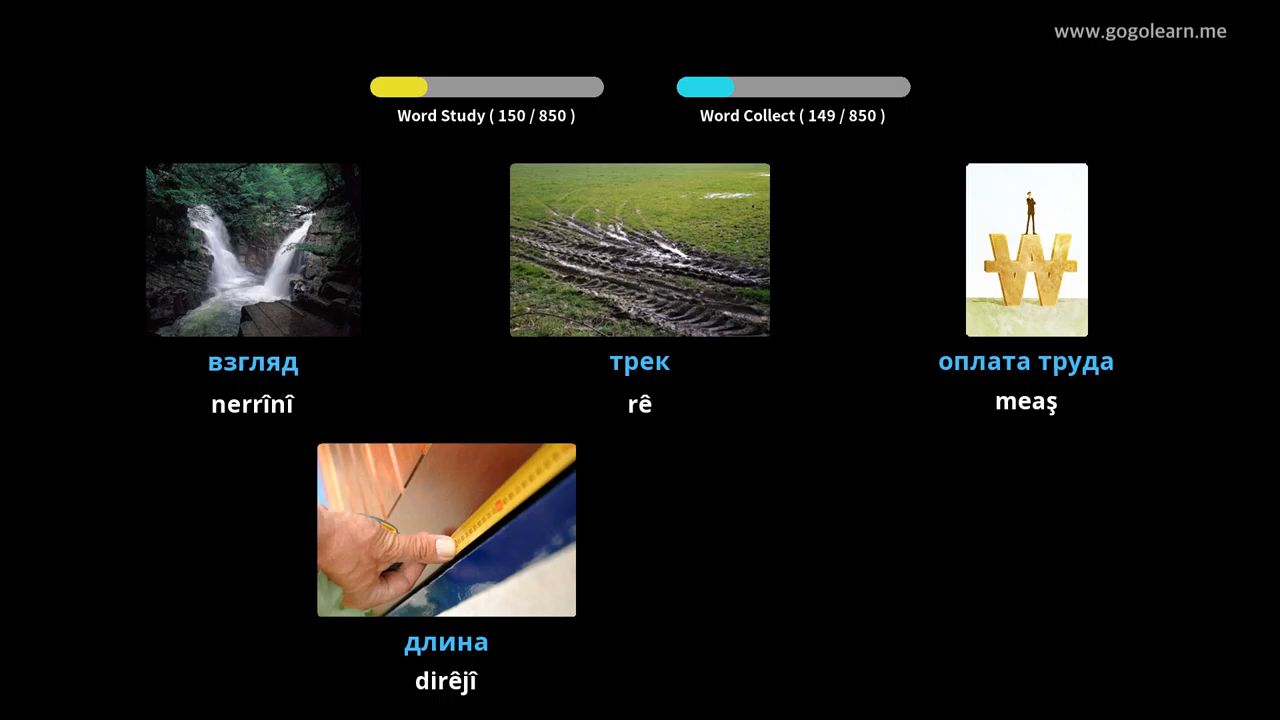 www.gogolearn.me
Word Study ( 150 / 850 )
Word Collect ( 149 / 850 )
взгляд
nerrînî
трек
rê
оплата труда
meaş
длина
dirêjî